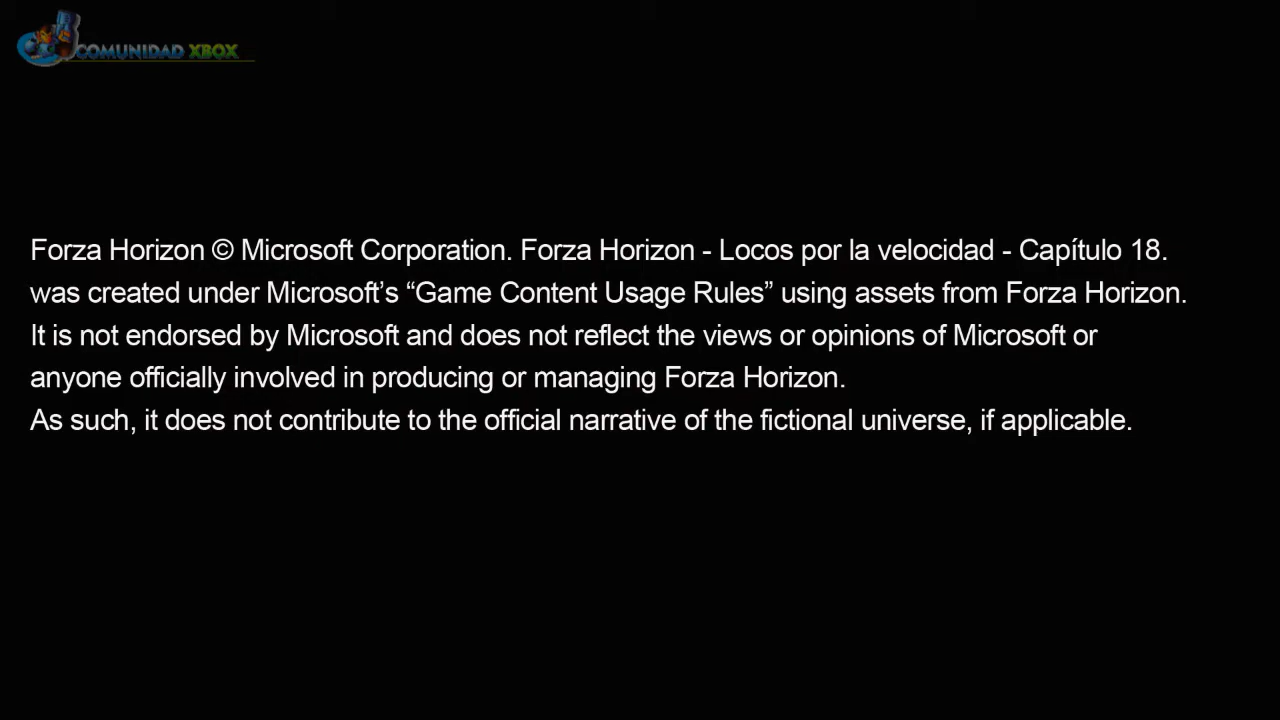 COMUNIDAD XBOX
Forza Horizon © Microsoft Corporation. Forza Horizon - Locos por la velocidad - Capítulo 18.
was created under Microsoft’s “Game Content Usage Rules” using assets from Forza Horizon.
It is not endorsed by Microsoft and does not reflect the views or opinions of Microsoft or
anyone officially involved in producing or managing Forza Horizon.
As such, it does not contribute to the official narrative of the fictional universe, if applicable.